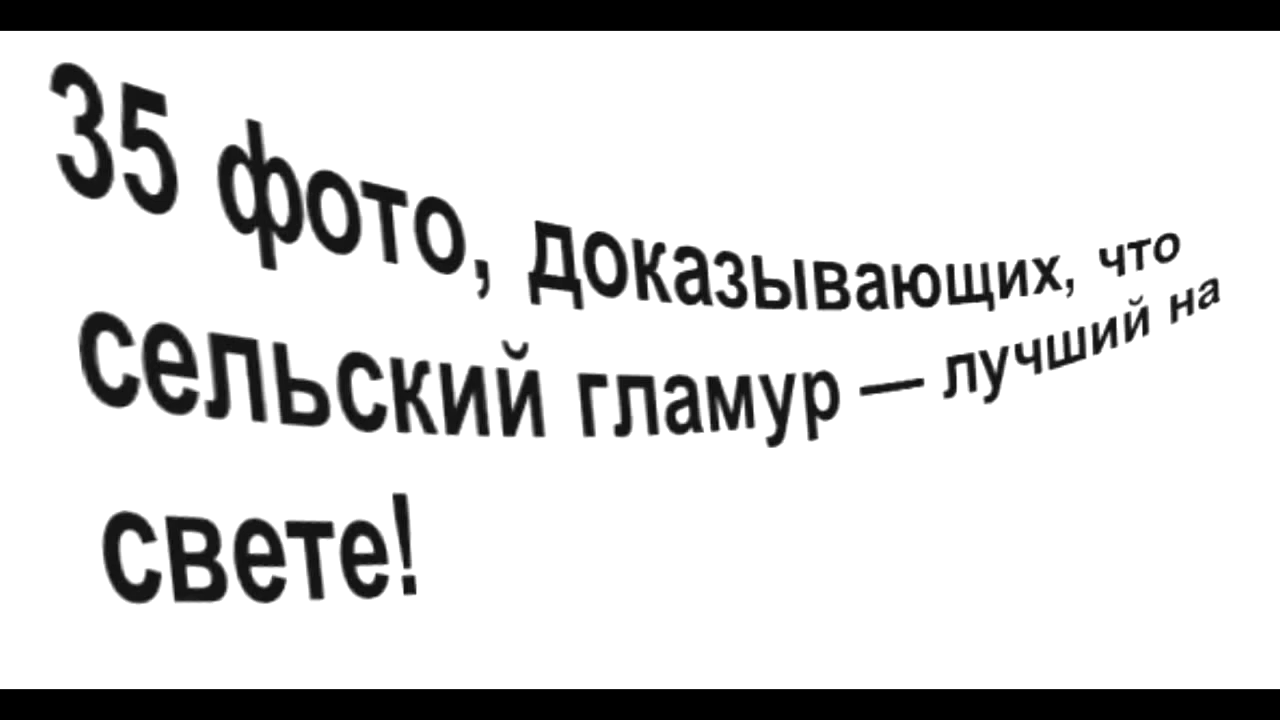 35 фото, доказывающих, что
сельский гламур — лучший на
свете!